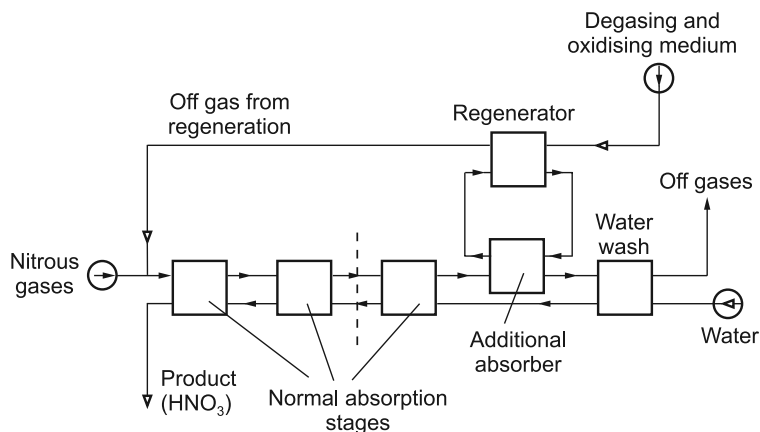 Degasing and
oxidising medium
Off gas from
regeneration
Regenerator
Off gases
Water
wash
Nitrous
gases
Additional
absorber
Water
Product
(HNO₃)
Normal absorption
stages